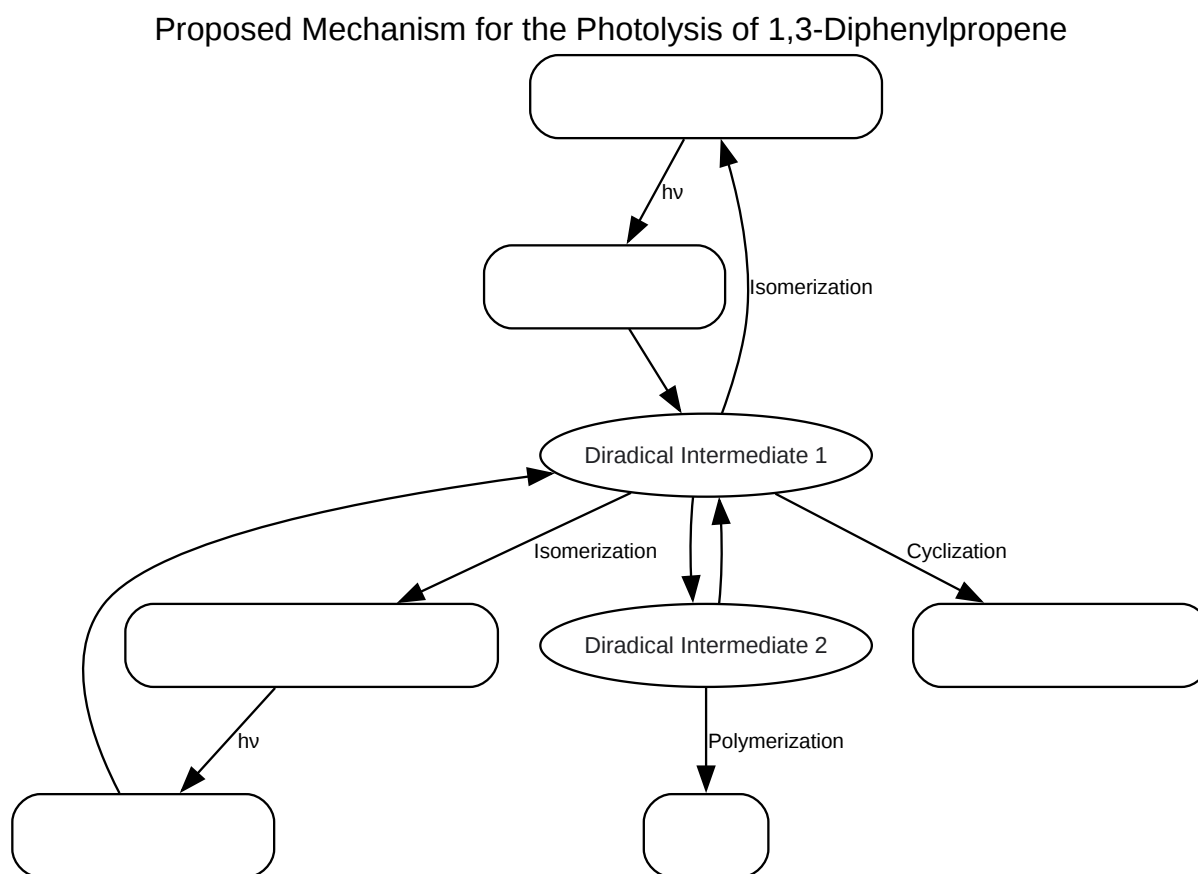 Proposed Mechanism for the Photolysis of 1,3-Diphenylpropene
hν
Isomerization
Diradical Intermediate 1
Isomerization
Cyclization
Diradical Intermediate 2
hν
Polymerization